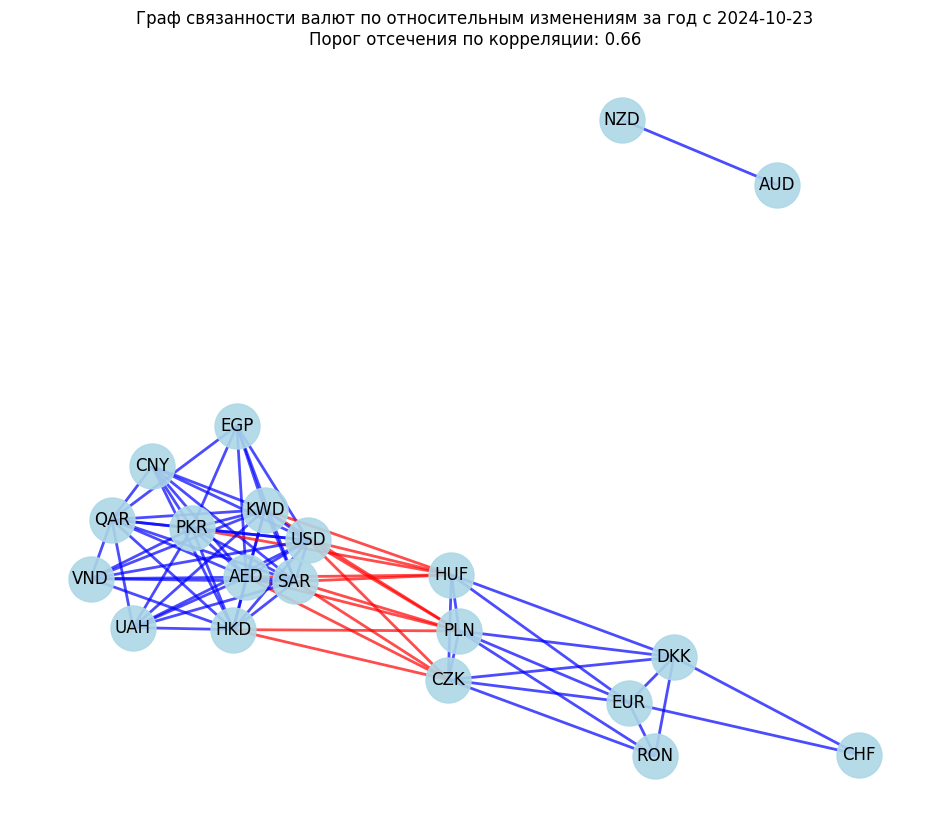 Граф связанности валют по относительным изменениям за год с 2024-10-23
Порог отсечения по корреляции: 0.66
NZD
AUD
EGP
CNY
KWD
QAR
PKR
USD
VND
AED
SAR
HUF
UAH
HKD
PLN
DKK
CZK
EUR
RON
CHF